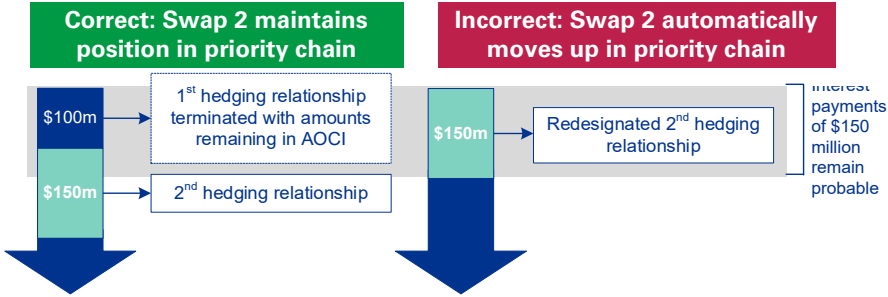 Correct: Swap 2 maintains
position in priority chain
Incorrect: Swap 2 automatically
moves up in priority chain
$100m
1st hedging relationship
terminated with amounts
remaining in AOCI
$150m
2nd hedging relationship
$150m
Redesignated 2nd hedging
relationship
Interest
payments
of $150
million
remain
probable